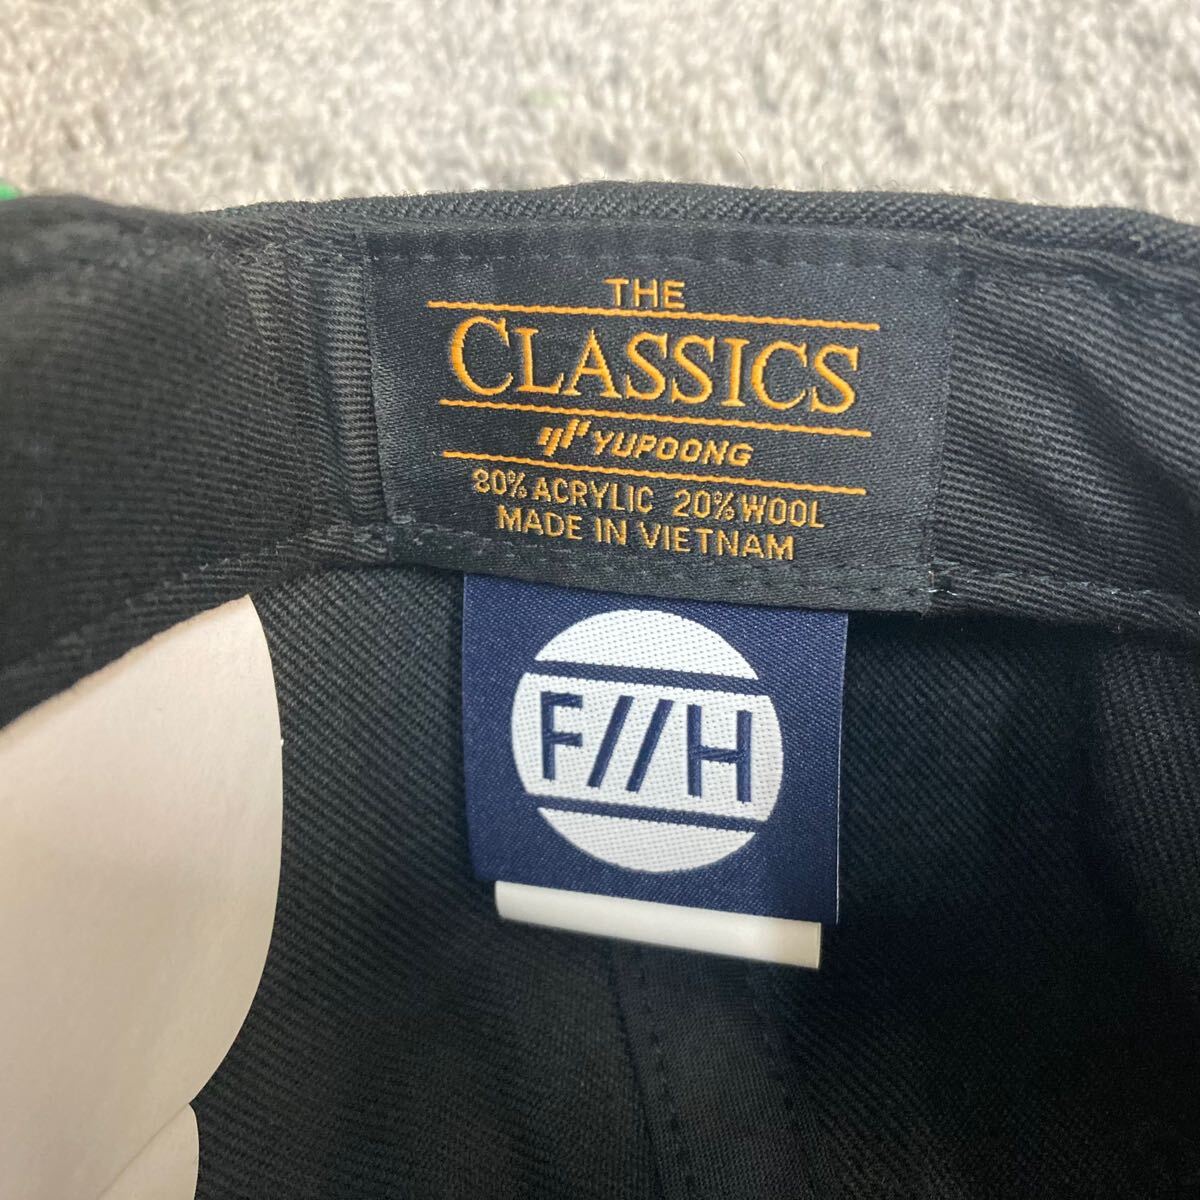 THE
CLASSICS
YUPOONG
80% ACRYLIC 20% WOOL
MADE IN VIETNAM
F//H